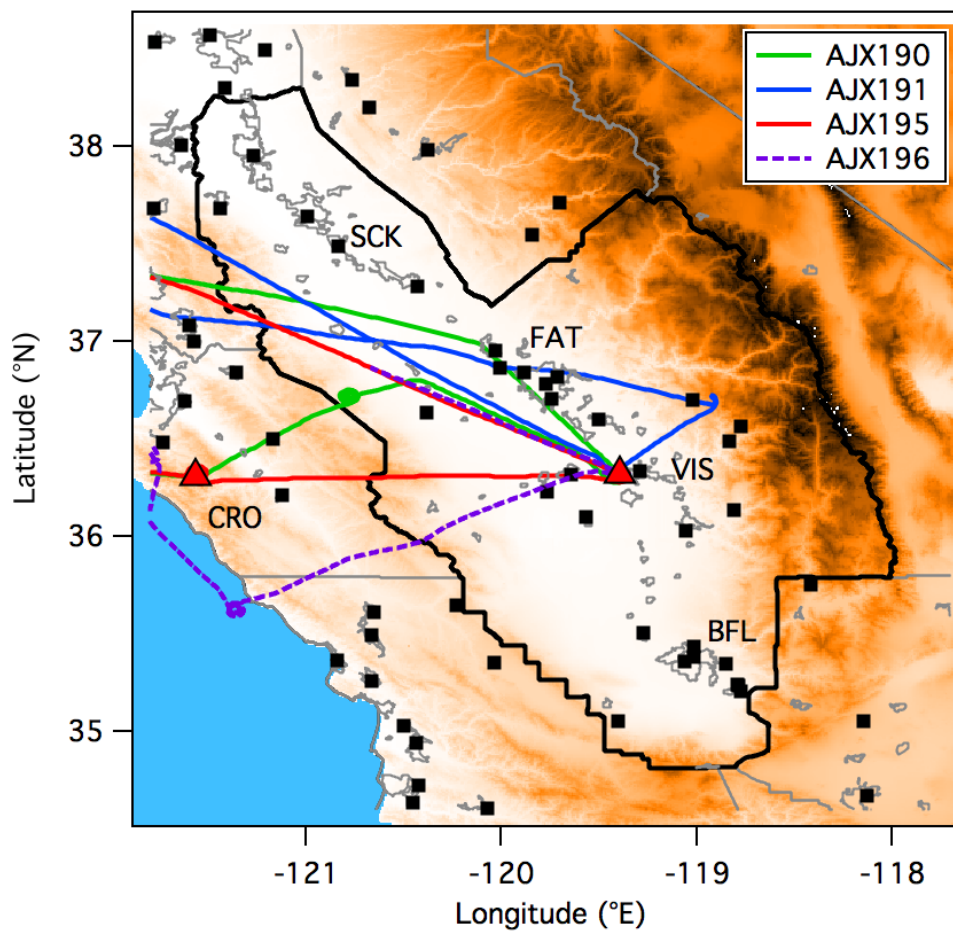 AJX190
AJX191
AJX195
AJX196
38
37
36
35
Latitude (°N)
SCK
FAT
VIS
CRO
BFL
-121
-120
-119
-118
Longitude (°E)